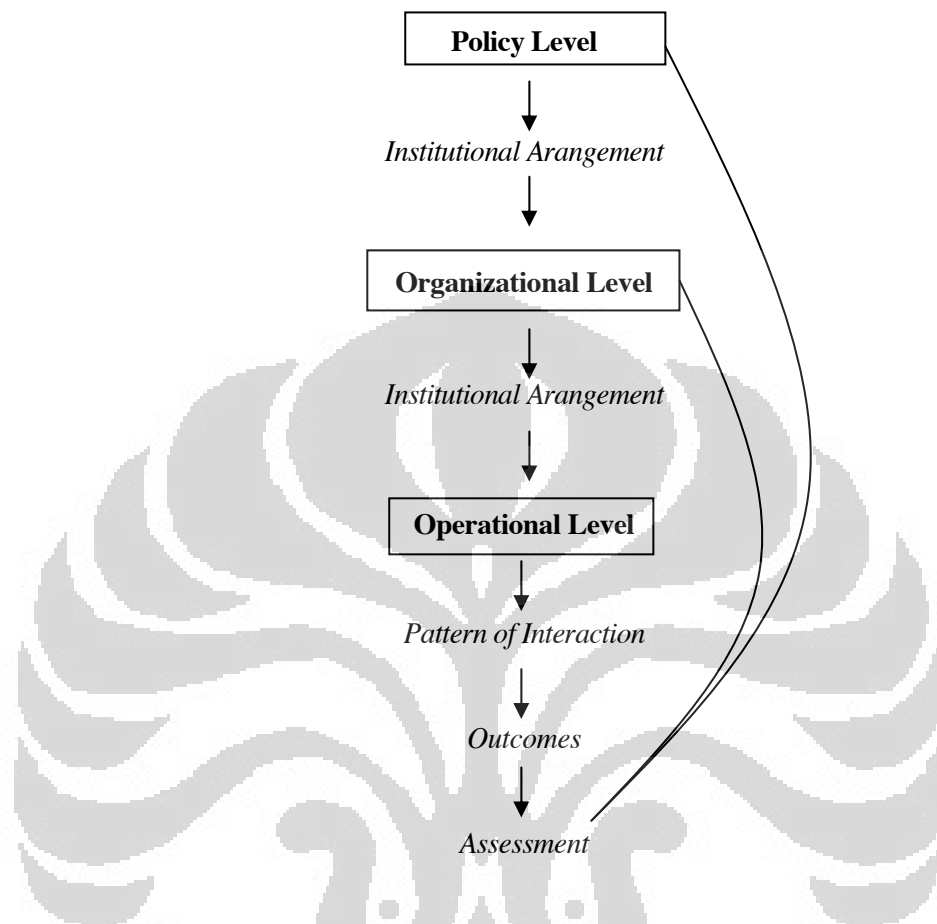 Policy Level
Institutional Arangement
Organizational Level
Institutional Arangement
Operational Level
Pattern of Interaction
Outcomes
Assessment